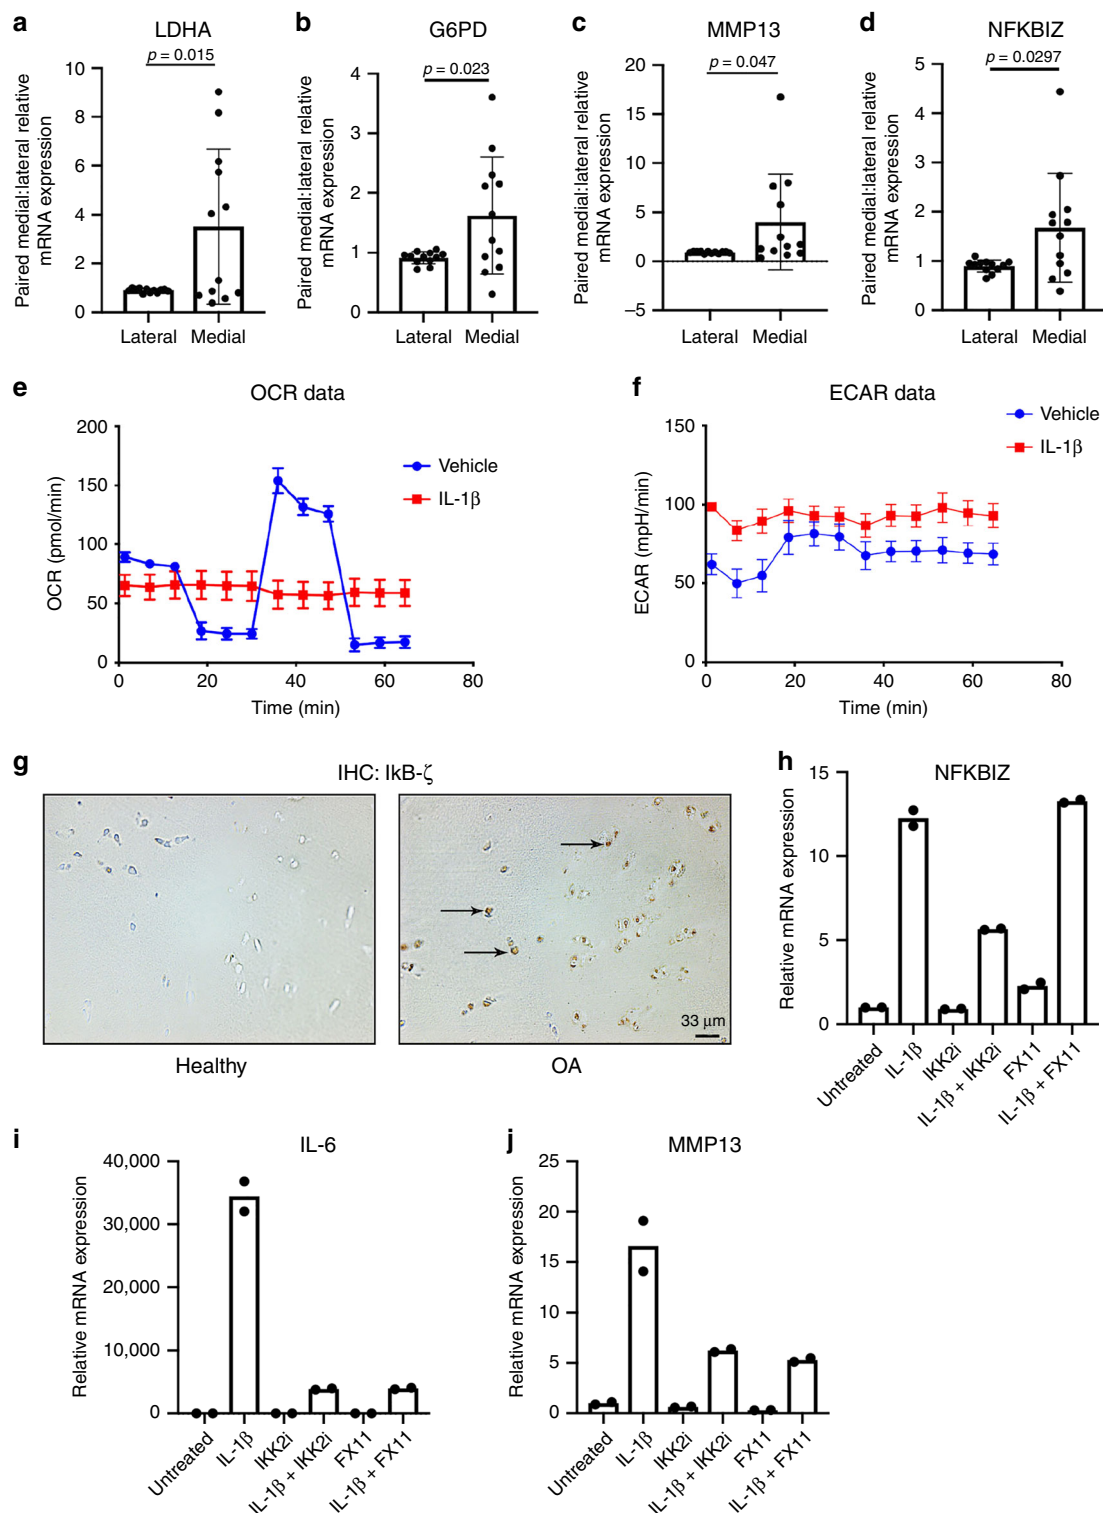 a
LDHA
p = 0.015
Paired medial:lateral relative
mRNA expression
10
8
6
4
2
0
Lateral
Medial
b
G6PD
p = 0.023
Paired medial:lateral relative
mRNA expression
4
3
2
1
0
Lateral
Medial
c
MMP13
p = 0.047
Paired medial:lateral relative
mRNA expression
20
15
10
5
0
–5
Lateral
Medial
d
NFKBIZ
p = 0.0297
Paired medial:lateral relative
mRNA expression
5
4
3
2
1
0
Lateral
Medial
e
OCR data
OCR (pmol/min)
200
150
100
50
0
0
20
40
60
80
Time (min)
Vehicle
IL-1β
f
ECAR data
ECAR (mpH/min)
150
100
50
0
0
20
40
60
80
Time (min)
Vehicle
IL-1β
g
IHC: IkB-ζ
33 µm
Healthy
OA
h
NFKBIZ
Relative mRNA expression
15
10
5
0
Untreated
IL-1β
IKK2i
IL-1β + IKK2i
FX11
IL-1β + FX11
i
IL-6
Relative mRNA expression
40,000
30,000
20,000
10,000
0
Untreated
IL-1β
IKK2i
IL-1β + IKK2i
FX11
IL-1β + FX11
j
MMP13
Relative mRNA expression
25
20
15
10
5
0
Untreated
IL-1β
IKK2i
IL-1β + IKK2i
FX11
IL-1β + FX11